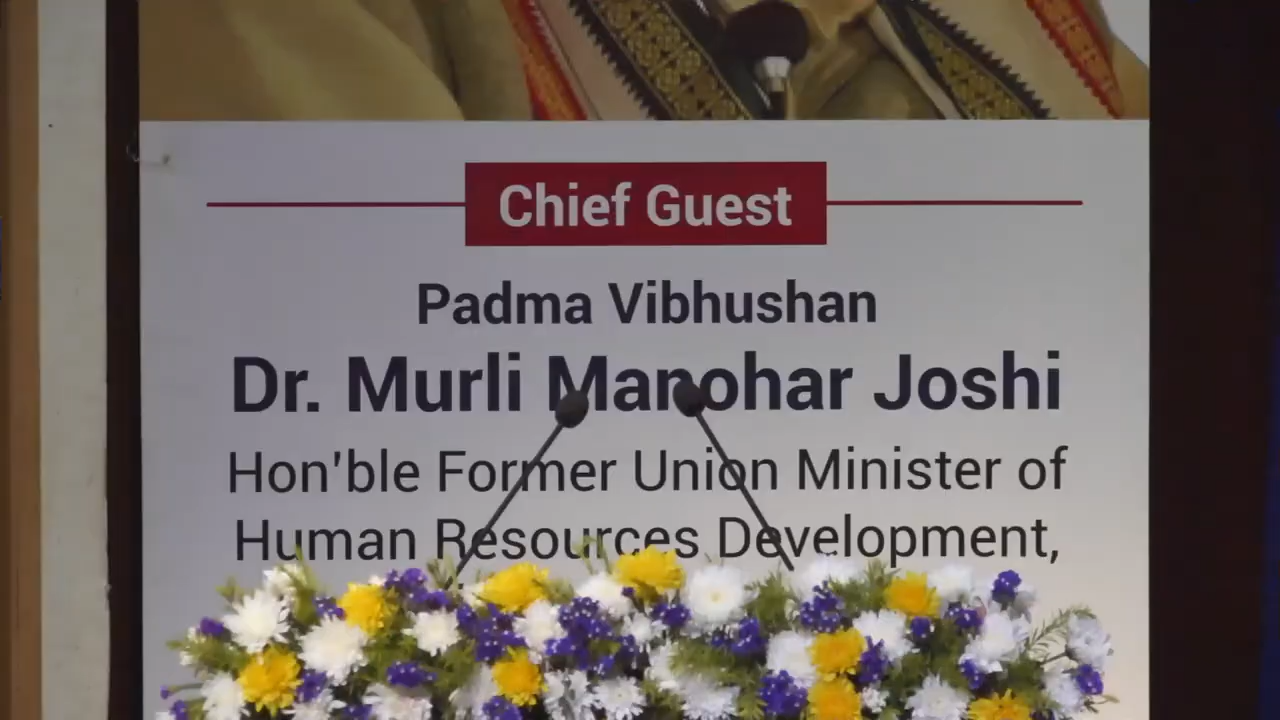 Chief Guest
Padma Vibhushan
Dr. Murli Manohar Joshi
Hon'ble Former Union Minister of
Human Resources Development,